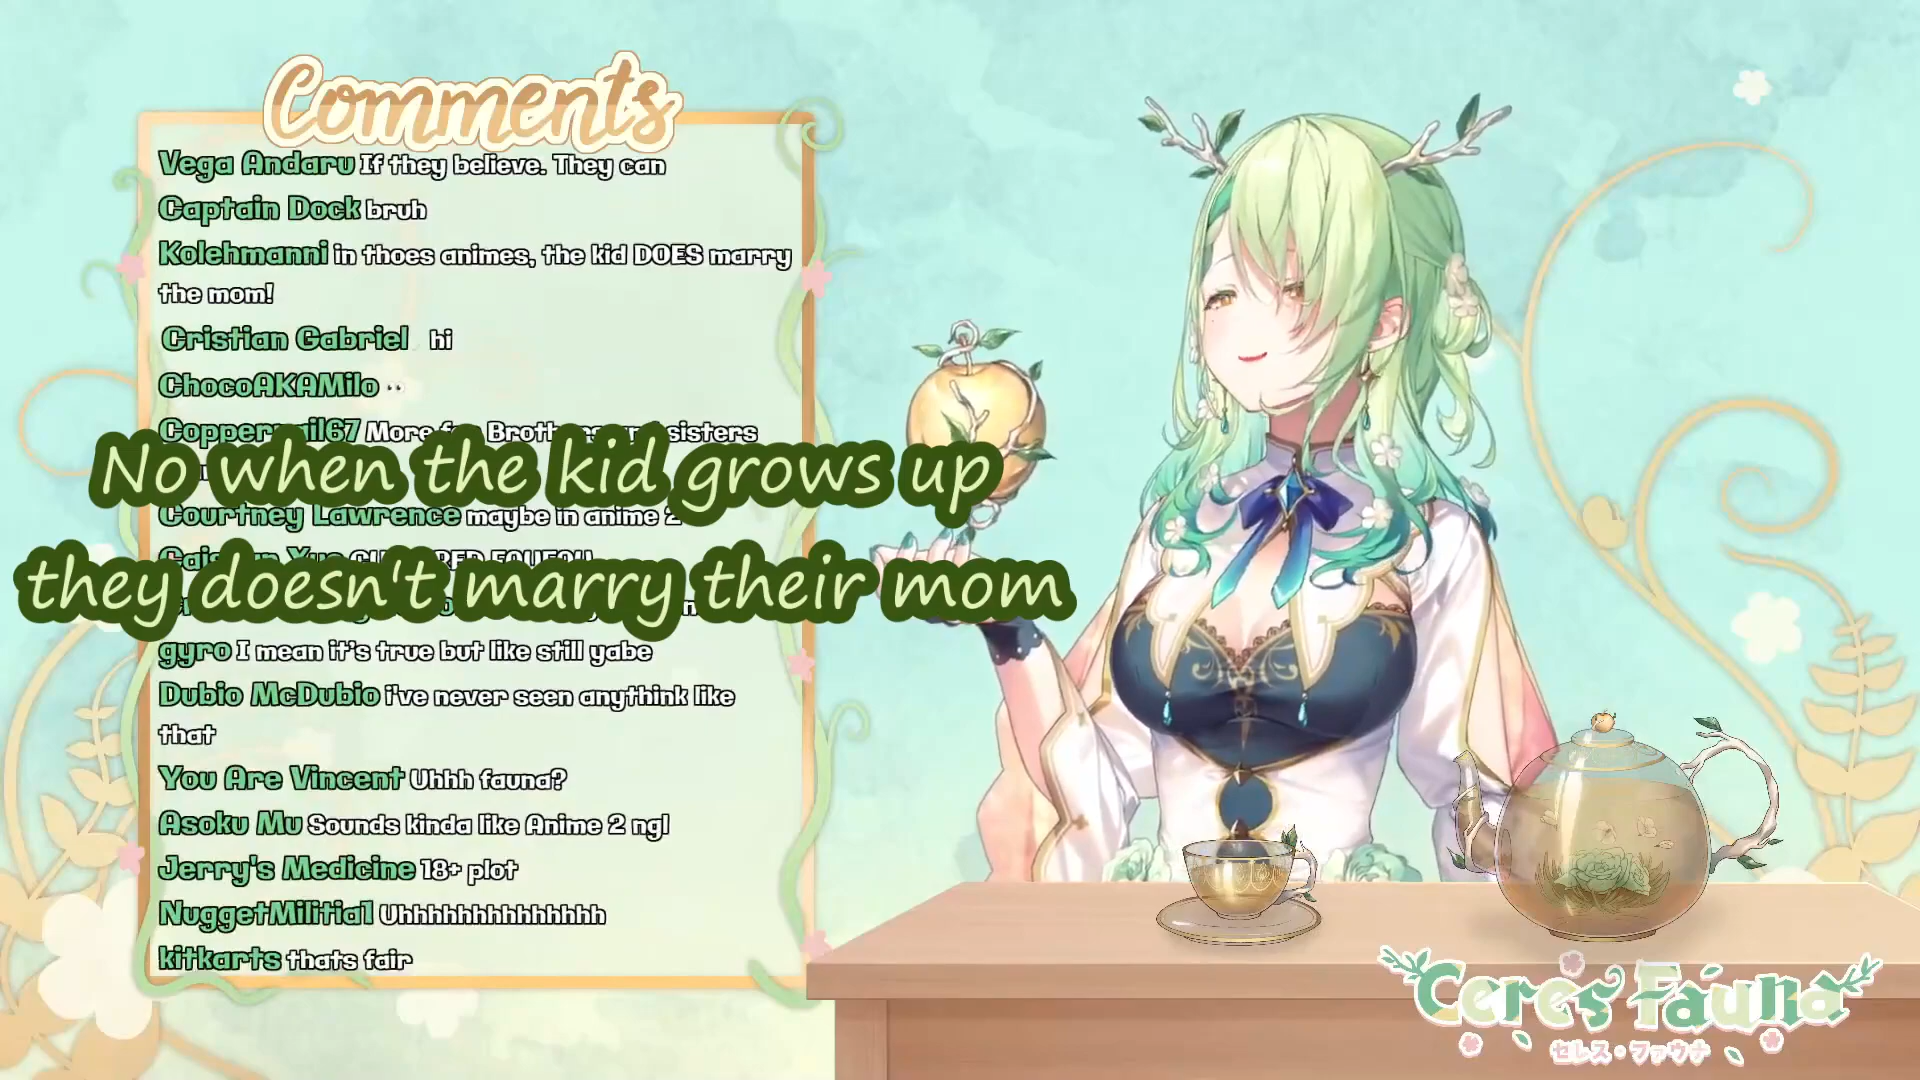 Comments
Vega Andaru If they believe. They can
Captain Dock bruh
Kolehmanni in thoes animes, the kid DOES marry
the mom!
Cristian Gabriel hi
ChocoAKAMilo
More sisters
No when the kid grows up
Courtney Lawrence maybe in anime 2
they doesn't marry their mom
gyro I mean it's true but like still yabe
Dubio McDubio i've never seen anythink like
that
You Are Vincent Uhhh fauna?
Asoku Mu Sounds kinda like Anime 2 ngl
Jerry's Medicine 18+ plot
NuggetMilitia1 Uhhhhhhhhhhhhhhh
kitkarts thats fair
Ceres Fauna
セレス・ファウナ